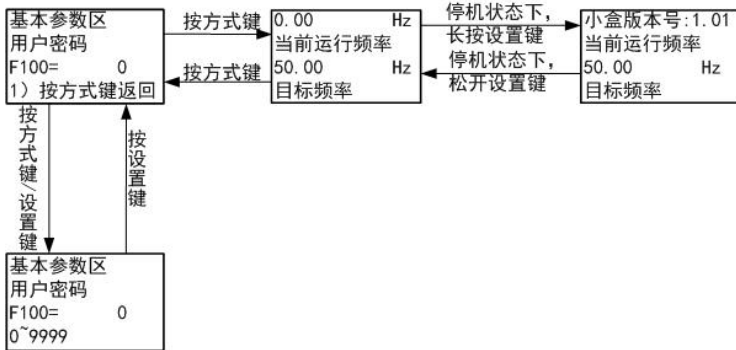 基本参数区
用户密码
F100= 0
1）按方式键返回
按方式键
按方式键
0.00 Hz
当前运行频率
50.00 Hz
目标频率
停机状态下，
长按设置键
停机状态下，
松开设置键
小盒版本号:1.01
当前运行频率
50.00 Hz
目标频率
按方式键/设置键
按设置键
基本参数区
用户密码
F100= 0
0~9999